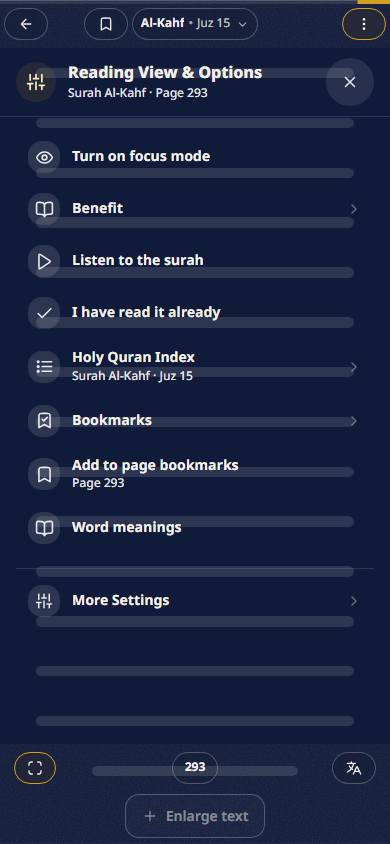 Al-Kahf • Juz 15
Reading View & Options
Surah Al-Kahf · Page 293
Turn on focus mode
Benefit
Listen to the surah
I have read it already
Holy Quran Index
Surah Al-Kahf · Juz 15
Bookmarks
Add to page bookmarks
Page 293
Word meanings
More Settings
293
Enlarge text